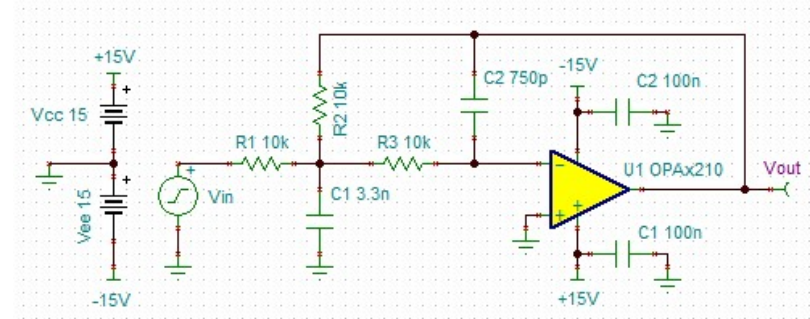 +15V
Vcc 15
Vee 15
-15V
+
+
+
Vin
R1 10k
R2 10k
R3 10k
C1 3.3n
C2 750p
-15V
C2 100n
U1 OPAx210
Vout
-
+
+
C1 100n
+15V